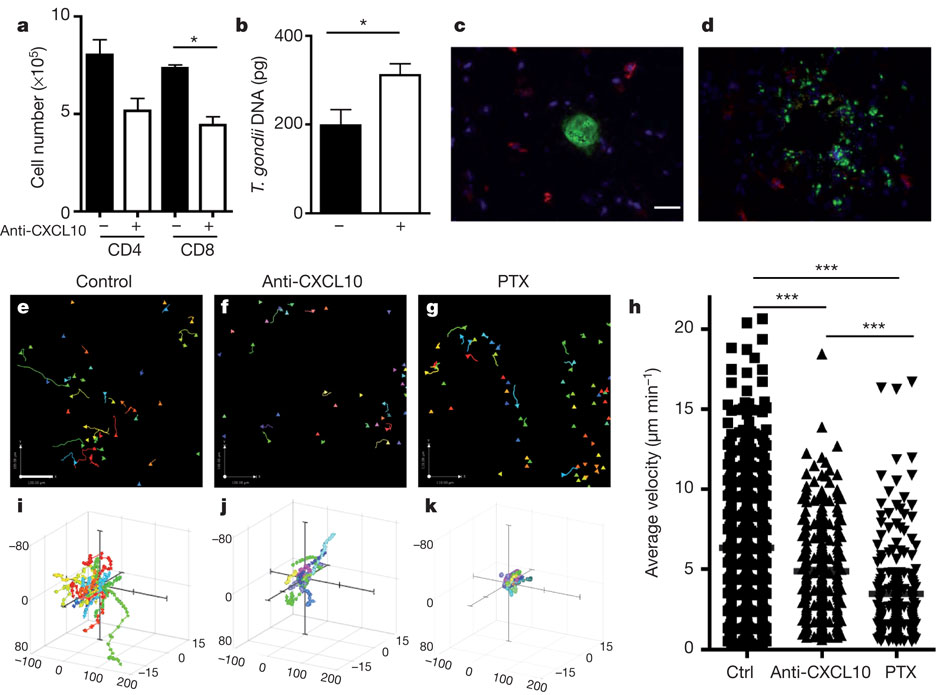 a
10
5
0
Cell number (×10⁵)
*
Anti-CXCL10
− + − +
CD4 CD8
b
400
200
0
T. gondii DNA (pg)
*
− +
c
d
Control
Anti-CXCL10
PTX
e
f
g
h
***
***
***
20
15
10
5
0
Average velocity (µm min⁻¹)
Ctrl Anti-CXCL10 PTX
i
−80
0
80
−100 0 100 200
−15 0 15
j
−80
0
80
−100 0 100 200
−15 0 15
k
−80
0
80
−100 0 100 200
−15 0 15